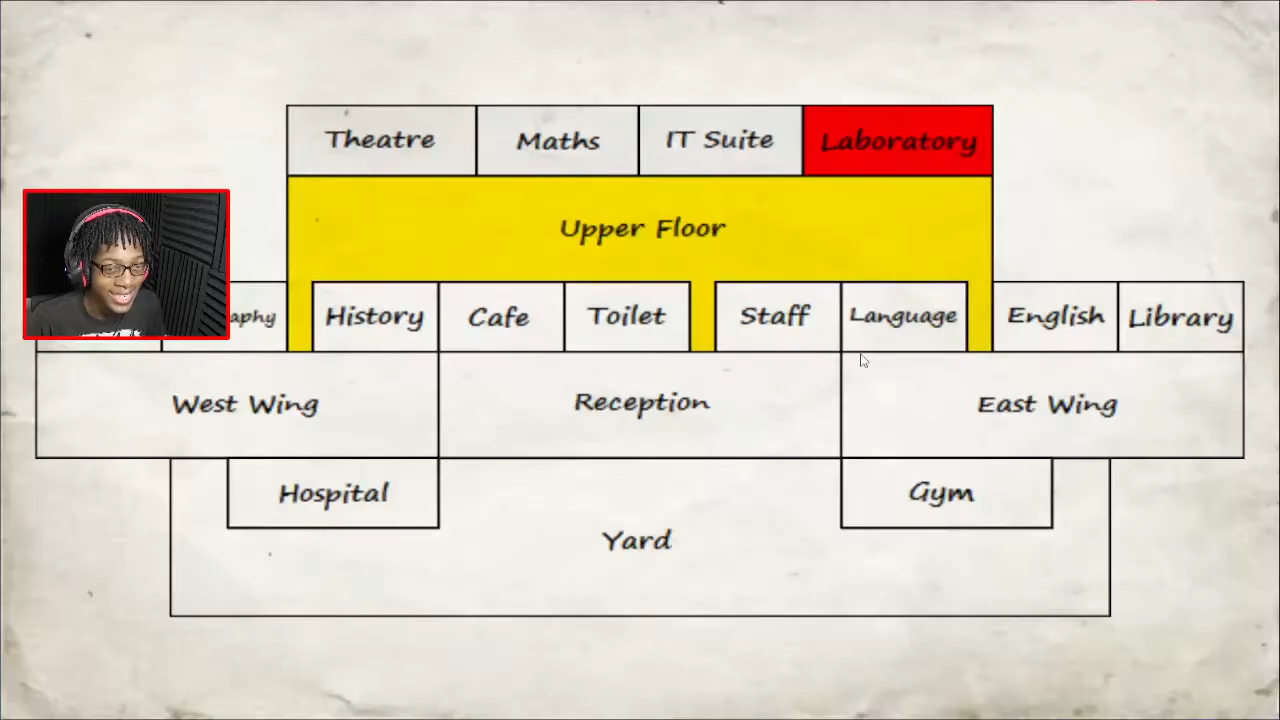 Theatre Maths IT Suite Laboratory
Upper Floor
History Cafe Toilet Staff Language English Library
West Wing Reception East Wing
Hospital Gym
Yard